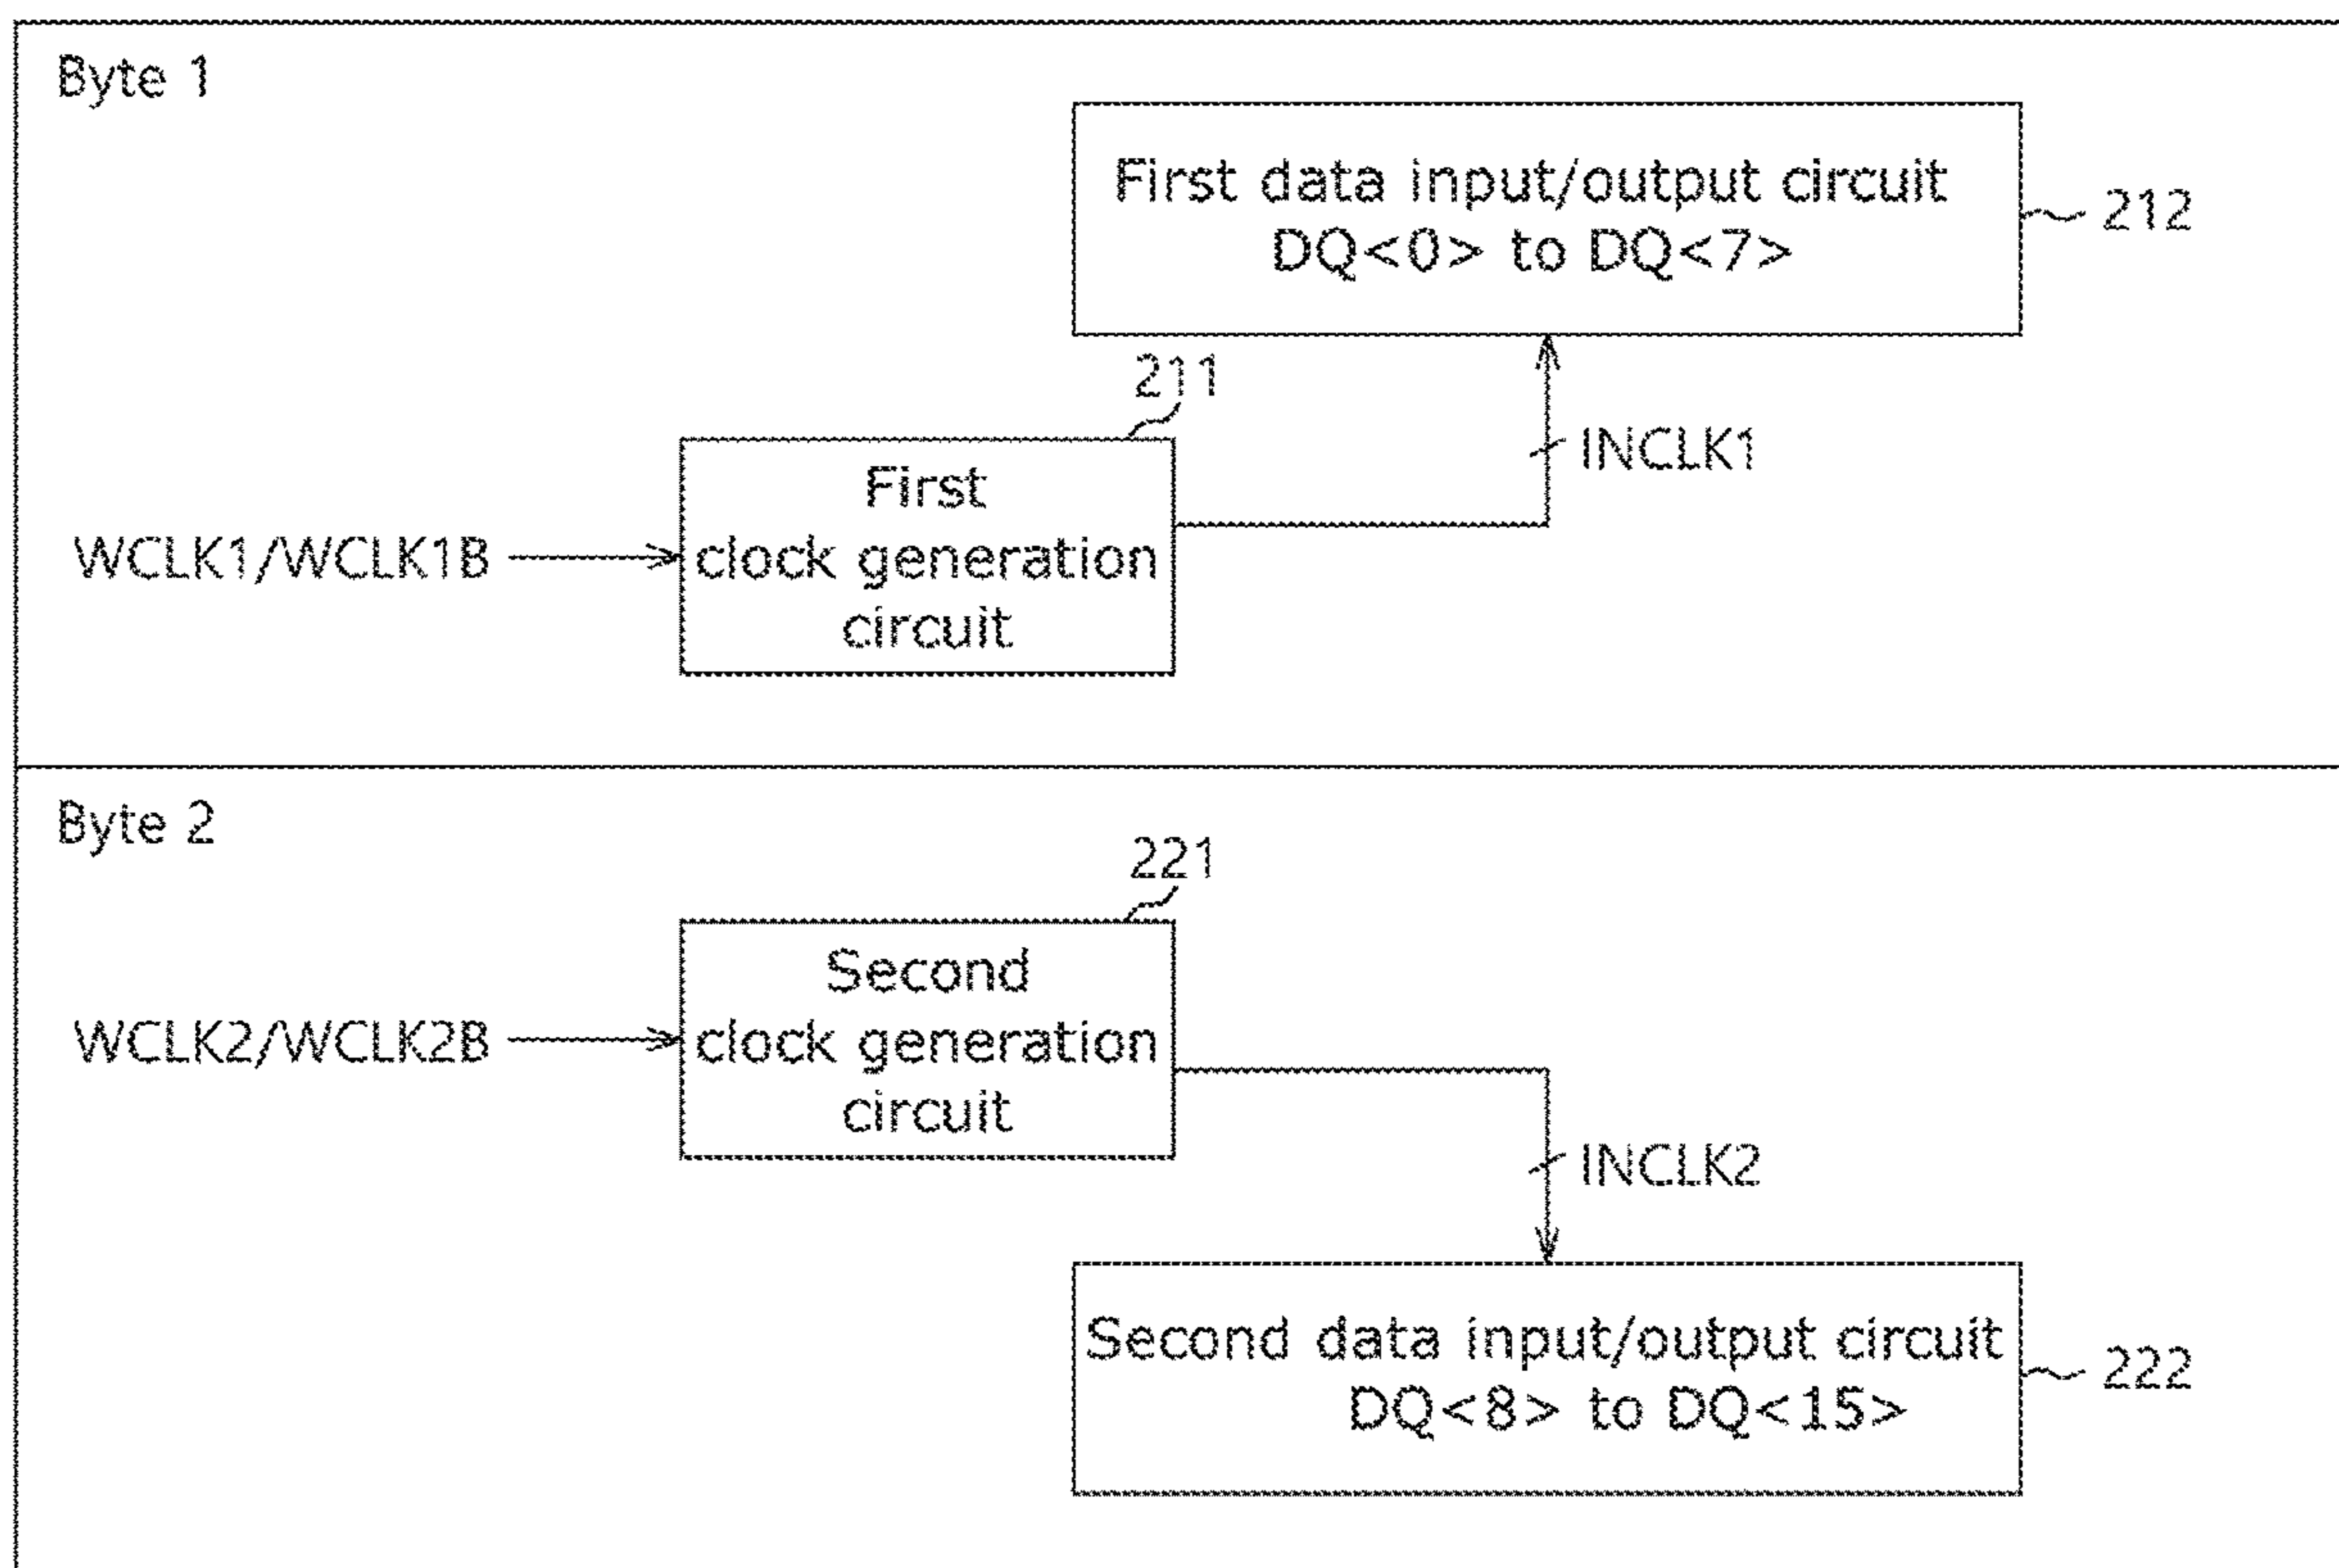 Byte 1
First data input/output circuit
DQ<0> to DQ<7>
212
211
INCLK1
First
clock generation
circuit
WCLK1/WCLK1B
Byte 2
221
Second
clock generation
circuit
WCLK2/WCLK2B
INCLK2
Second data input/output circuit
DQ<8> to DQ<15>
222